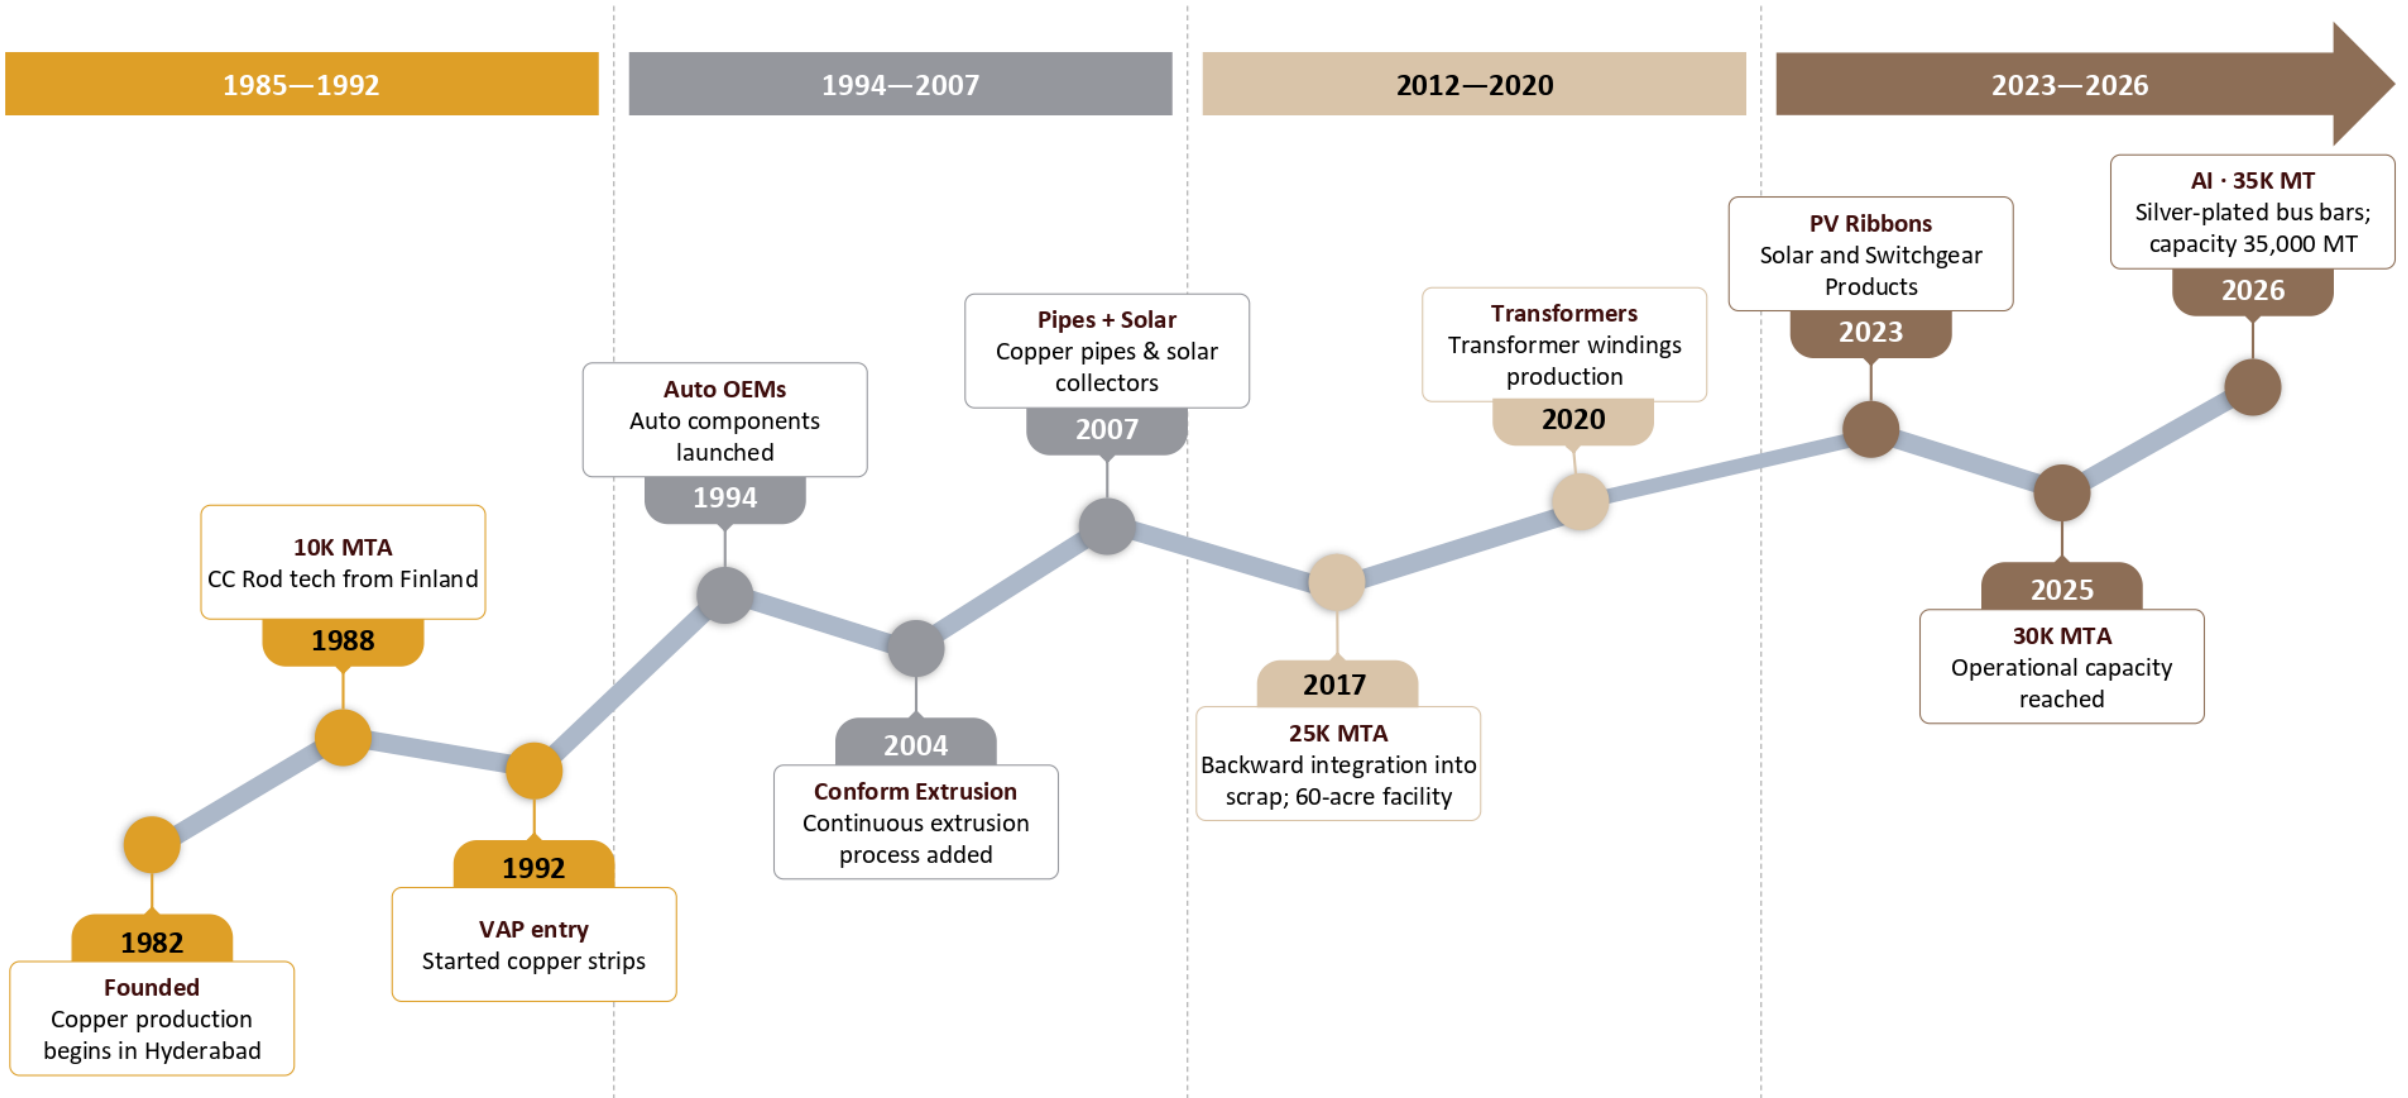 1985—1992
1994—2007
2012—2020
2023—2026
1982
Founded
Copper production
begins in Hyderabad
10K MTA
CC Rod tech from Finland
1988
1992
VAP entry
Started copper strips
Auto OEMs
Auto components
launched
1994
2004
Conform Extrusion
Continuous extrusion
process added
Pipes + Solar
Copper pipes & solar
collectors
2007
2017
25K MTA
Backward integration into
scrap; 60-acre facility
Transformers
Transformer windings
production
2020
PV Ribbons
Solar and Switchgear
Products
2023
2025
30K MTA
Operational capacity
reached
AI · 35K MT
Silver-plated bus bars;
capacity 35,000 MT
2026